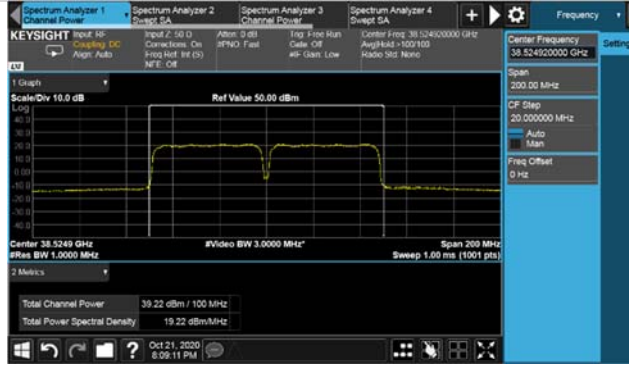 Spectrum Analyzer 1
Channel Power
Spectrum Analyzer 2
Swept SA
Spectrum Analyzer 3
Channel Power
Spectrum Analyzer 4
Swept SA
+
Frequency
KEYSIGHT
Input: RF
Coupling: DC
Align: Auto
Input Z: 50 Ω
Corrections: On
Freq Ref: Int (S)
NFE: Off
Atten: 0 dB
#PNO: Fast
Trig: Free Run
Gate: Off
#IF Gain: Low
Center Freq: 38.524920000 GHz
Avg|Hold:>100/100
Radio Std: None
Center Frequency
38.524920000 GHz
Settings
Span
200.00 MHz
CF Step
20.000000 MHz
Auto
Man
Freq Offset
0 Hz
1 Graph
Scale/Div 10.0 dB
Ref Value 50.00 dBm
Log
40.0
30.0
20.0
10.0
0.00
-10.0
-20.0
-30.0
-40.0
Center 38.5249 GHz
#Video BW 3.0000 MHz*
Span 200 MHz
#Res BW 1.0000 MHz
Sweep 1.00 ms (1001 pts)
2 Metrics
Total Channel Power
39.22 dBm / 100 MHz
Total Power Spectral Density
19.22 dBm/MHz
?
Oct 21, 2020
8:09:11 PM